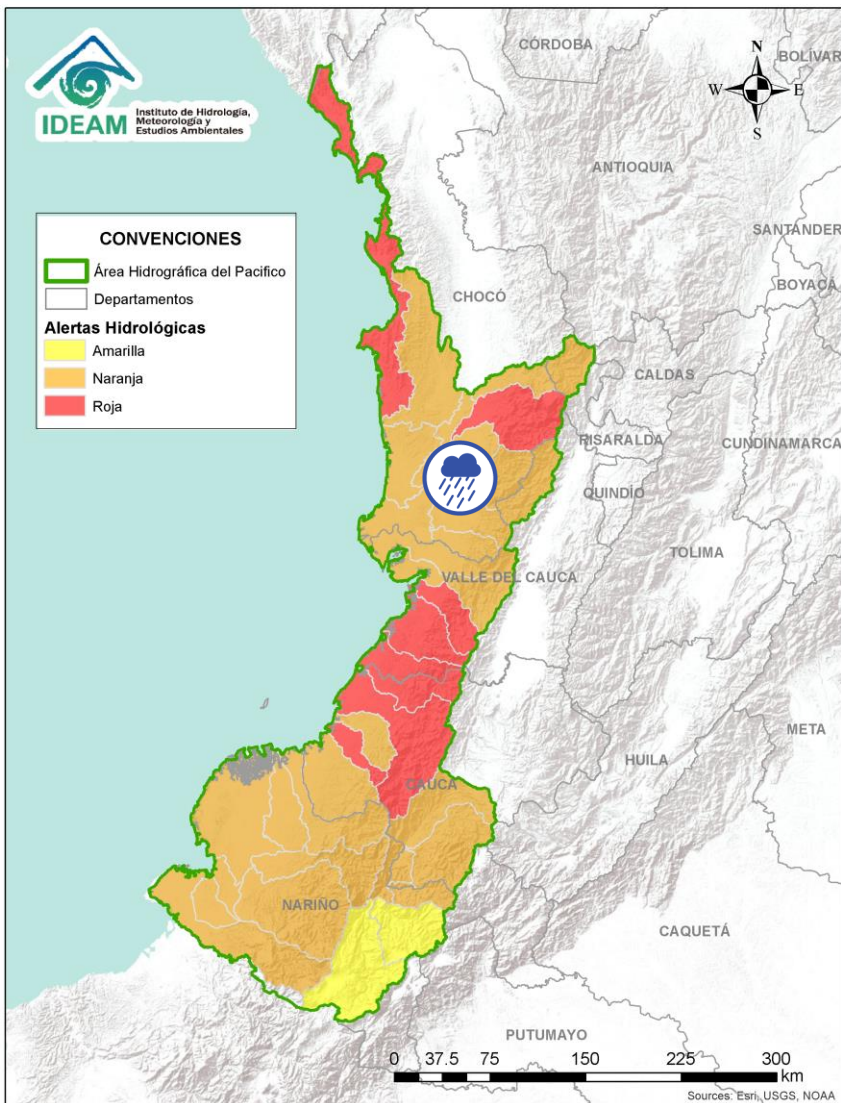 IDEAM
Instituto de Hidrología,
Meteorología y
Estudios Ambientales
N
W
E
S
CÓRDOBA
BOLÍVAR
ANTIOQUIA
SANTANDER
BOYACÁ
CHOCÓ
CALDAS
RISARALDA
CUNDINAMARCA
QUINDÍO
TOLIMA
VALLE DEL CAUCA
META
HUILA
CAUCA
NARIÑO
CAQUETÁ
PUTUMAYO
CONVENCIONES
Área Hidrográfica del Pacifico
Departamentos
Alertas Hidrológicas
Amarilla
Naranja
Roja
0 37.5 75 150 225 300
km
Sources: Esri, USGS, NOAA